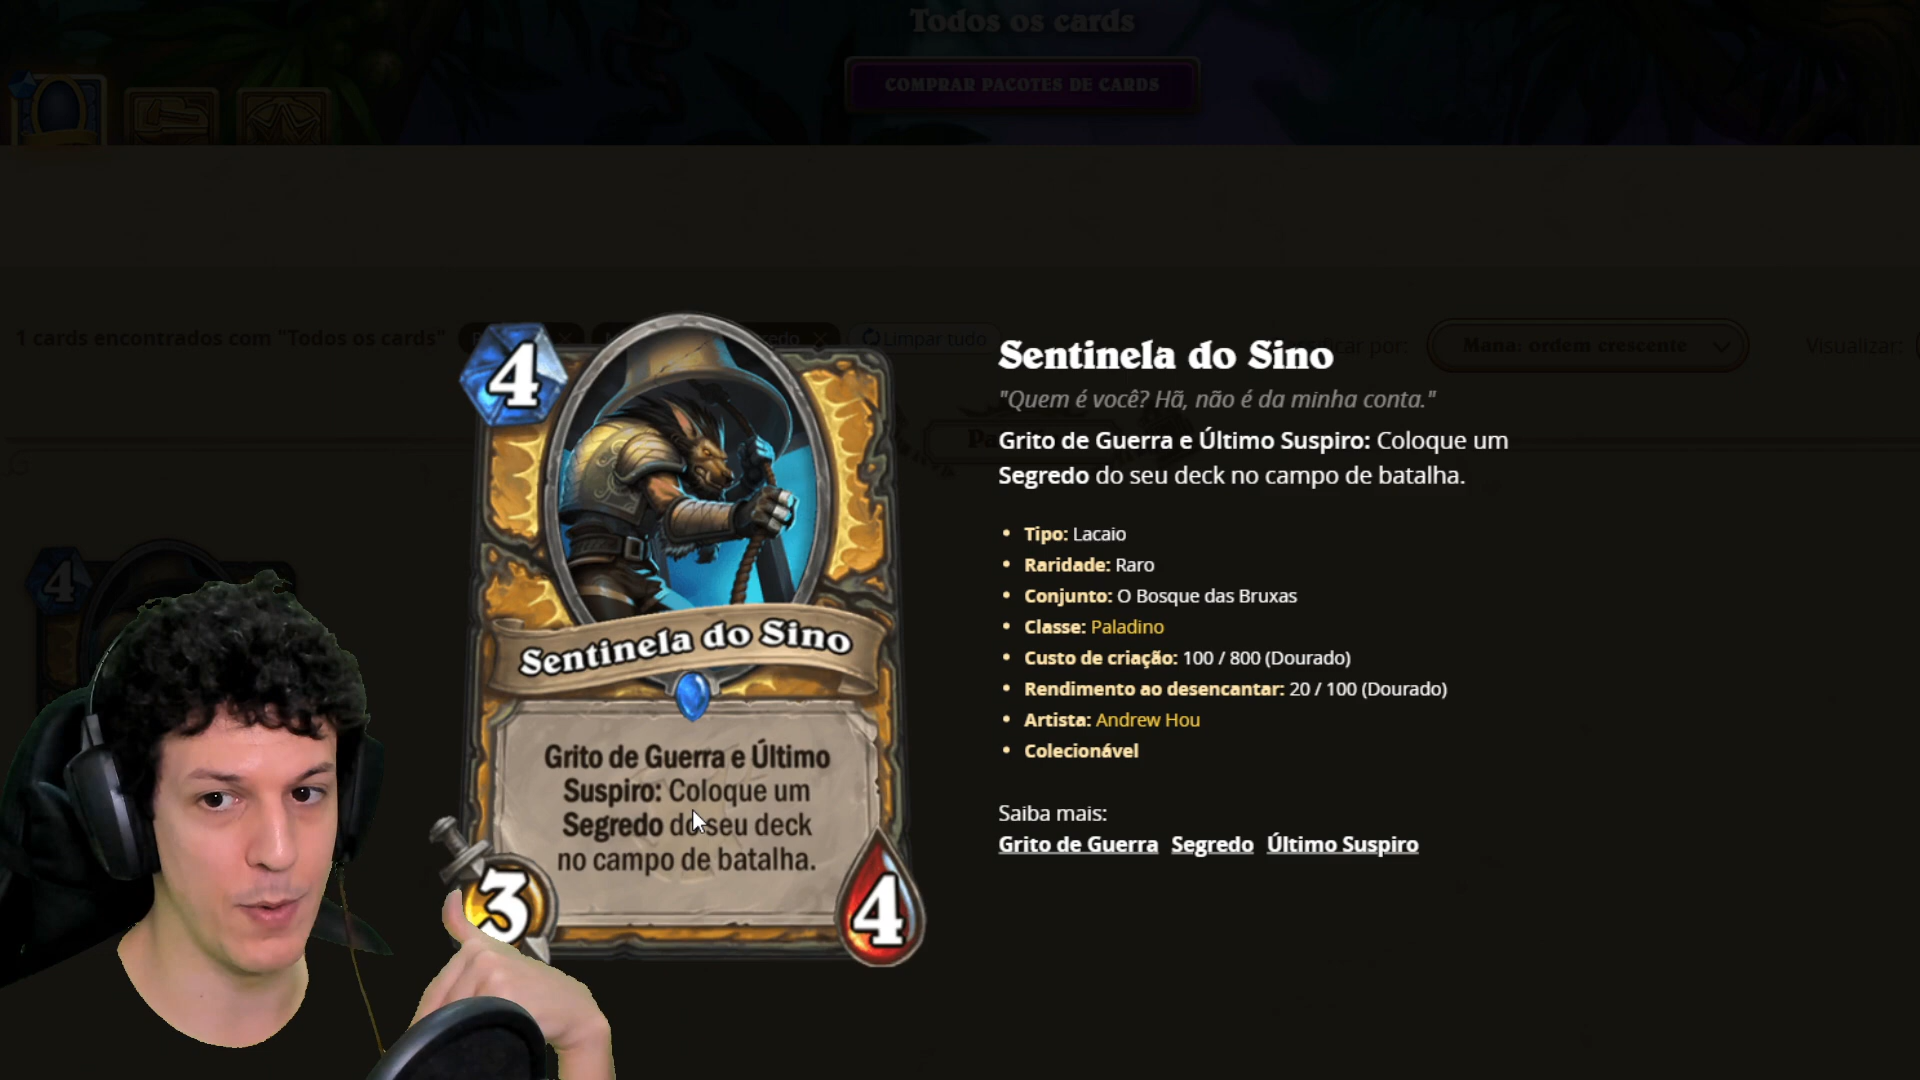 Todos os cards
COMPRAR PACOTES DE CARDS
1 cards encontrados com "Todos os cards"
Limpar tudo
Mana: ordem crescente
Visualizar:
4
Sentinela do Sino
Grito de Guerra e Último
Suspiro: Coloque um
Segredo do seu deck
no campo de batalha.
3
4
Sentinela do Sino
"Quem é você? Hã, não é da minha conta."
Grito de Guerra e Último Suspiro: Coloque um
Segredo do seu deck no campo de batalha.
• Tipo: Lacaio
• Raridade: Raro
• Conjunto: O Bosque das Bruxas
• Classe: Paladino
• Custo de criação: 100 / 800 (Dourado)
• Rendimento ao desencantar: 20 / 100 (Dourado)
• Artista: Andrew Hou
• Colecionável
Saiba mais:
Grito de Guerra Segredo Último Suspiro
4